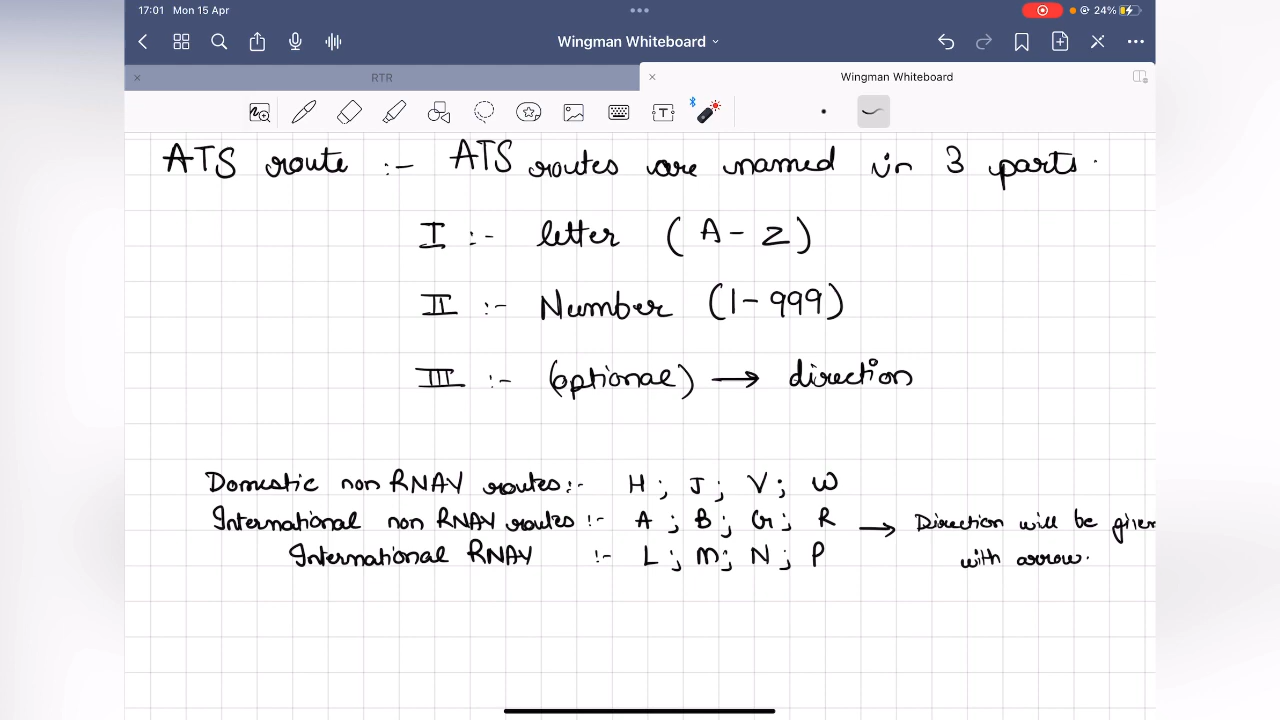 17:01 Mon 15 Apr
24%
Wingman Whiteboard
RTR
Wingman Whiteboard
ATS route :- ATS routes are named in 3 parts.
I :- letter (A - Z)
II :- Number (1 - 999)
III :- (optional) → direction
Domestic non RNAV routes :- H ; J ; V ; W
International non RNAV routes :- A ; B ; G ; R → Direction will be given
International RNAV :- L ; M ; N ; P with arrow.